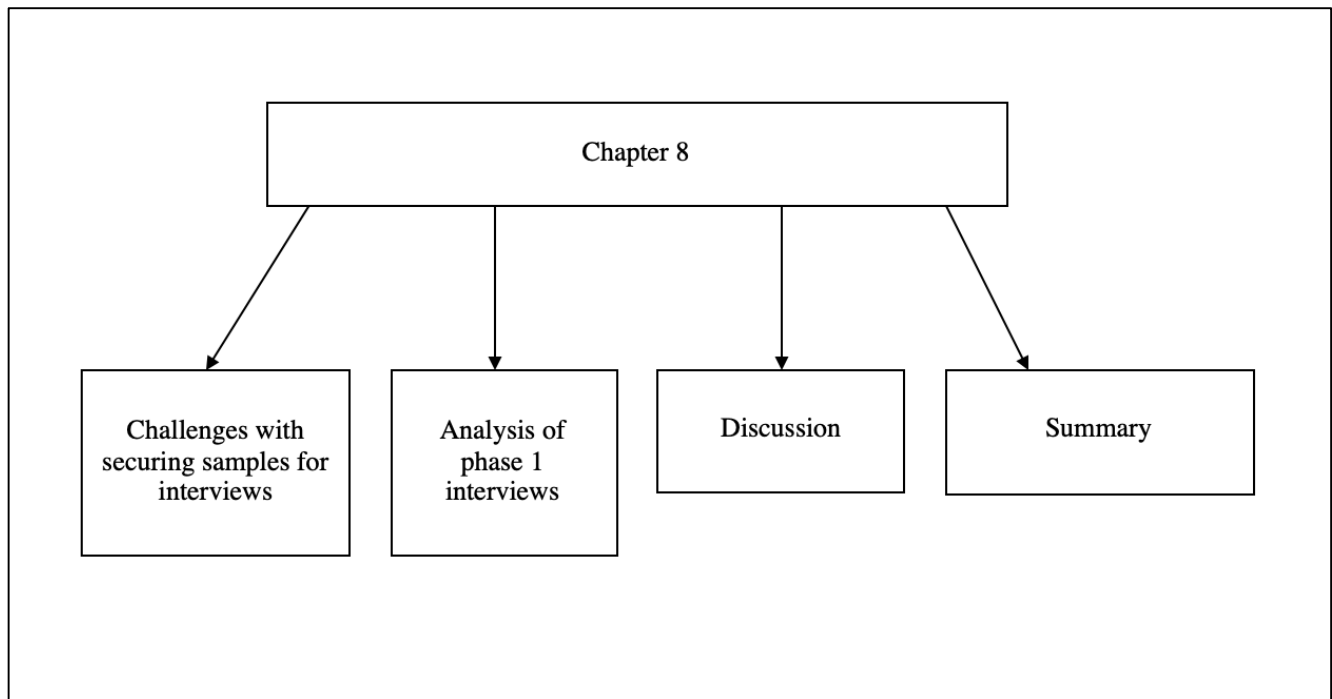 Chapter 8
Challenges with
securing samples for
interviews
Analysis of
phase 1
interviews
Discussion
Summary